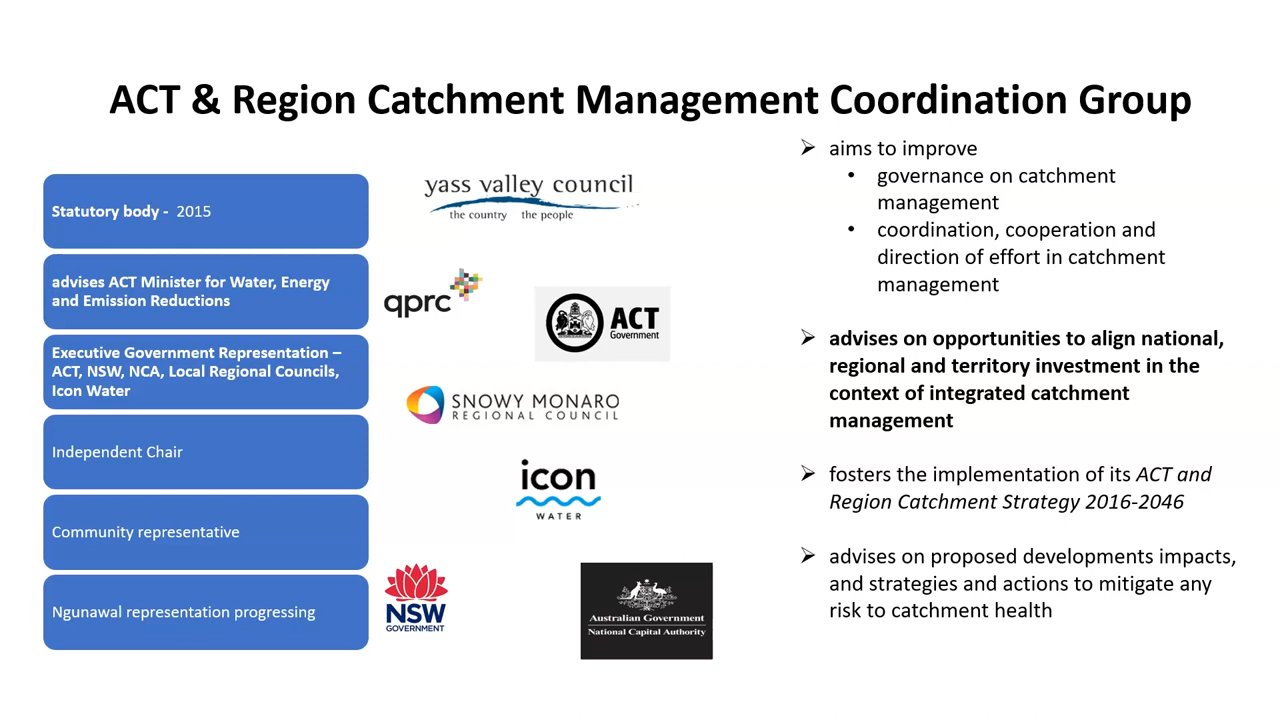 ACT & Region Catchment Management Coordination Group
Statutory body - 2015
advises ACT Minister for Water, Energy
and Emission Reductions
Executive Government Representation –
ACT, NSW, NCA, Local Regional Councils,
Icon Water
Independent Chair
Community representative
Ngunawal representation progressing
yass valley council
the country the people
qprc
ACT
Government
SNOWY MONARO
REGIONAL COUNCIL
icon
WATER
NSW
GOVERNMENT
Australian Government
National Capital Authority
➢ aims to improve
• governance on catchment
management
• coordination, cooperation and
direction of effort in catchment
management
➢ advises on opportunities to align national,
regional and territory investment in the
context of integrated catchment
management
➢ fosters the implementation of its ACT and
Region Catchment Strategy 2016-2046
➢ advises on proposed developments impacts,
and strategies and actions to mitigate any
risk to catchment health